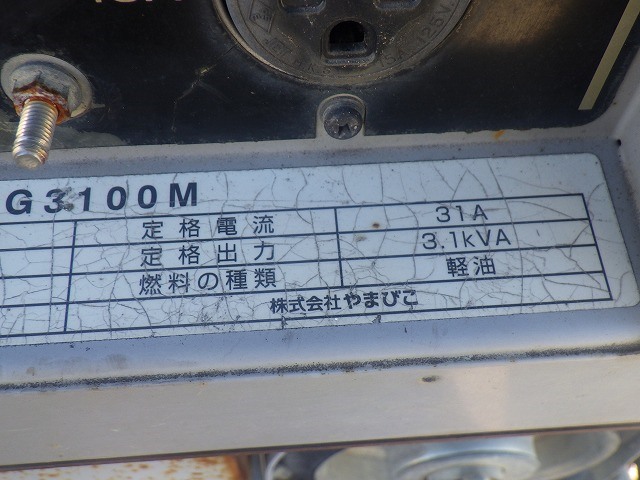 125V
G3100M
定格電流 31A
定格出力 3.1kVA
燃料の種類 軽油
株式会社やまびこ